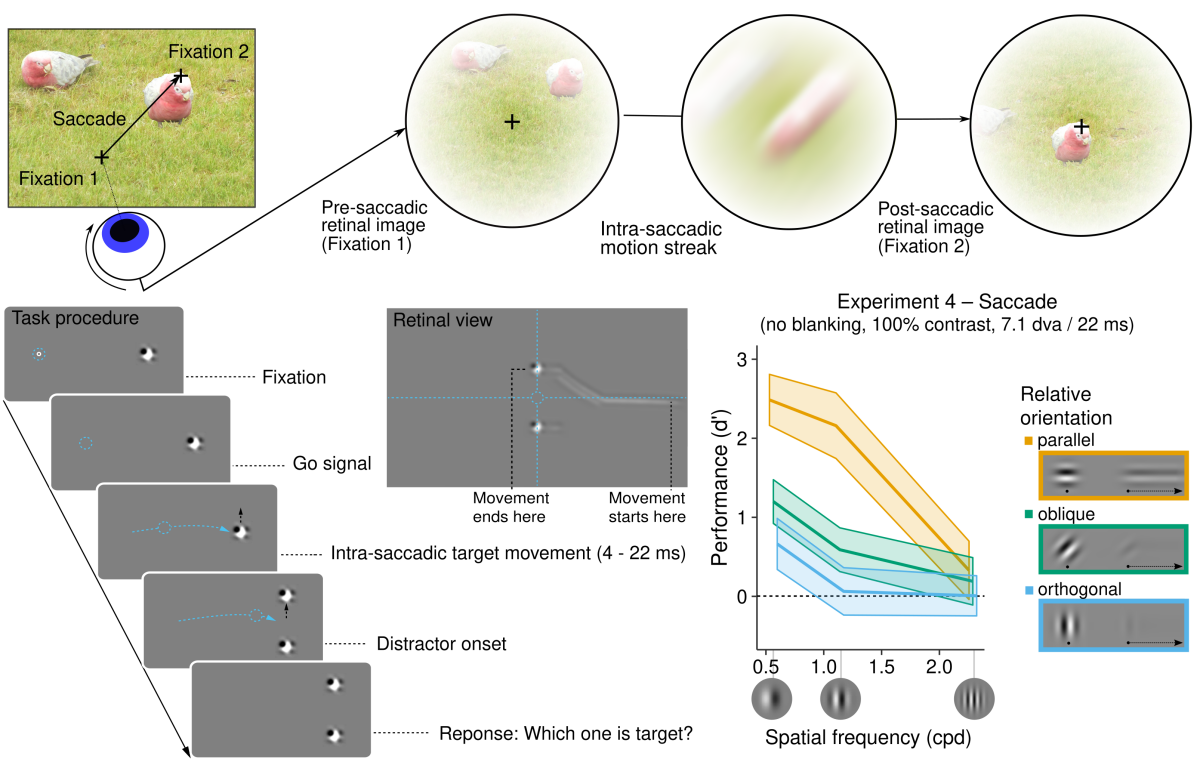 Fixation 2
Saccade
Fixation 1
Pre-saccadic
retinal image
(Fixation 1)
Intra-saccadic
motion streak
Post-saccadic
retinal image
(Fixation 2)
Task procedure
Fixation
Go signal
Intra-saccadic target movement (4 - 22 ms)
Distractor onset
Reponse: Which one is target?
Retinal view
Movement
ends here
Movement
starts here
Experiment 4 – Saccade
(no blanking, 100% contrast, 7.1 dva / 22 ms)
Performance (d')
3
2
1
0
0.5 1.0 1.5 2.0
Spatial frequency (cpd)
Relative
orientation
parallel
oblique
orthogonal